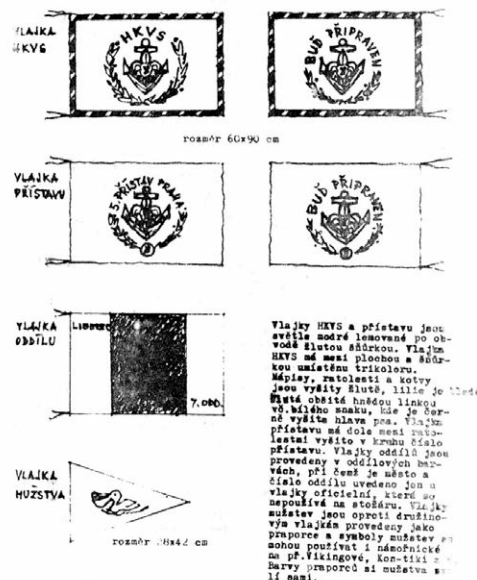 VLAJKA
HKVS
HKVS
BUĎ PŘIPRAVEN
rozměr 60x90 cm
VLAJKA
PŘÍSTAVU
5. PŘÍSTAV PRAHA
BUĎ PŘIPRAVEN
VLAJKA
ODDÍLU
7. ODD.
VLAJKA
MUŽSTVA
rozměr 28x42 cm
Vlajky HKVS a přístavu jsou
světle modré lemované po ob-
vodě žlutou šňůrkou. Vlajka
HKVS má mezi plochou a šňůr-
kou umístěnu trikoloru.
Nápisy, ratolesti a kotvy
jsou vyšity žlutě, lilie je
žlutá obšitá hnědou linkou
vč. bílého znaku, kde je čer-
ně vyšita hlava psa. Vlajka
přístavu má dole mezi rato-
lestmi vyšito v kruhu číslo
přístavu. Vlajky oddílů jsou
provedeny v oddílových bar-
vách, při čemž je město a
číslo oddílu uvedeno jen u
vlajky oficielní, která se
nepoužívá na stožáru. Vlajky
mužstev jsou oproti družino-
vým vlajkám provedeny jako
praporce a symboly mužstev
mohou používat i námořnické
na př. Vikingové, Kon-tiki
Barvy praporců si mužstva
lí sami.